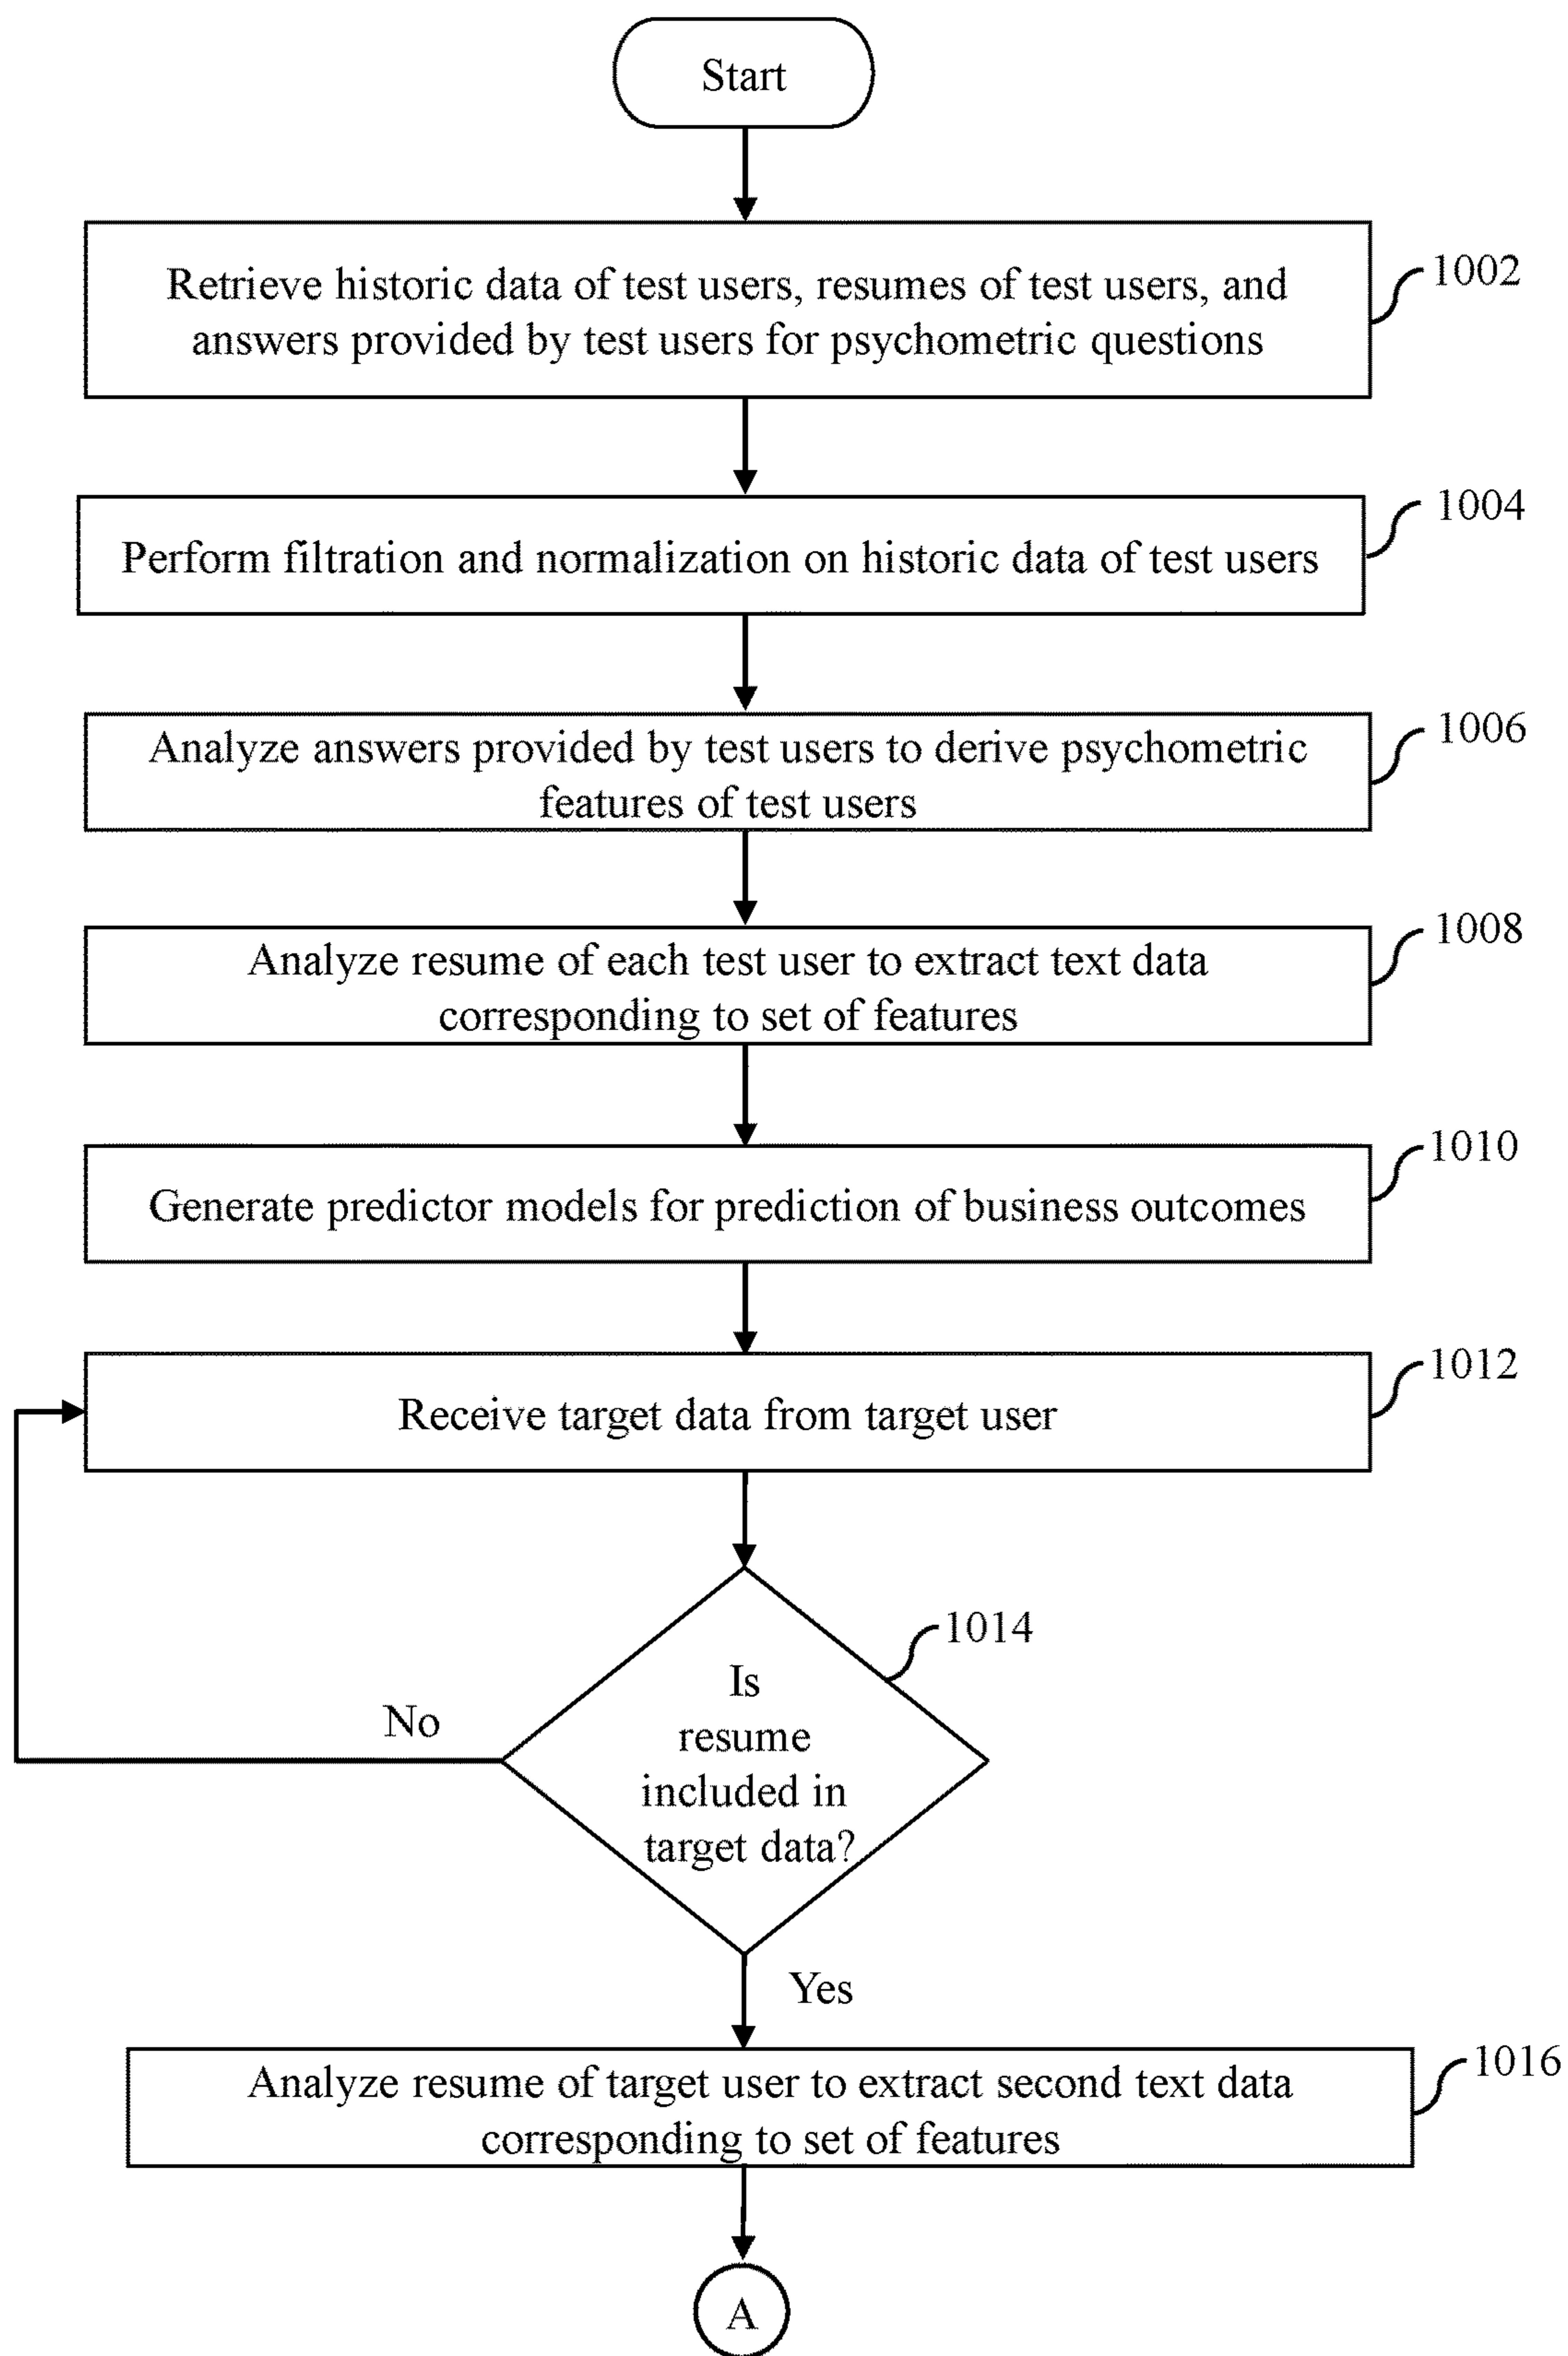 Start
Retrieve historic data of test users, resumes of test users, and
answers provided by test users for psychometric questions
1002
Perform filtration and normalization on historic data of test users
1004
Analyze answers provided by test users to derive psychometric
features of test users
1006
Analyze resume of each test user to extract text data
corresponding to set of features
1008
Generate predictor models for prediction of business outcomes
1010
Receive target data from target user
1012
Is
resume
included in
target data?
1014
No
Yes
Analyze resume of target user to extract second text data
corresponding to set of features
1016
A